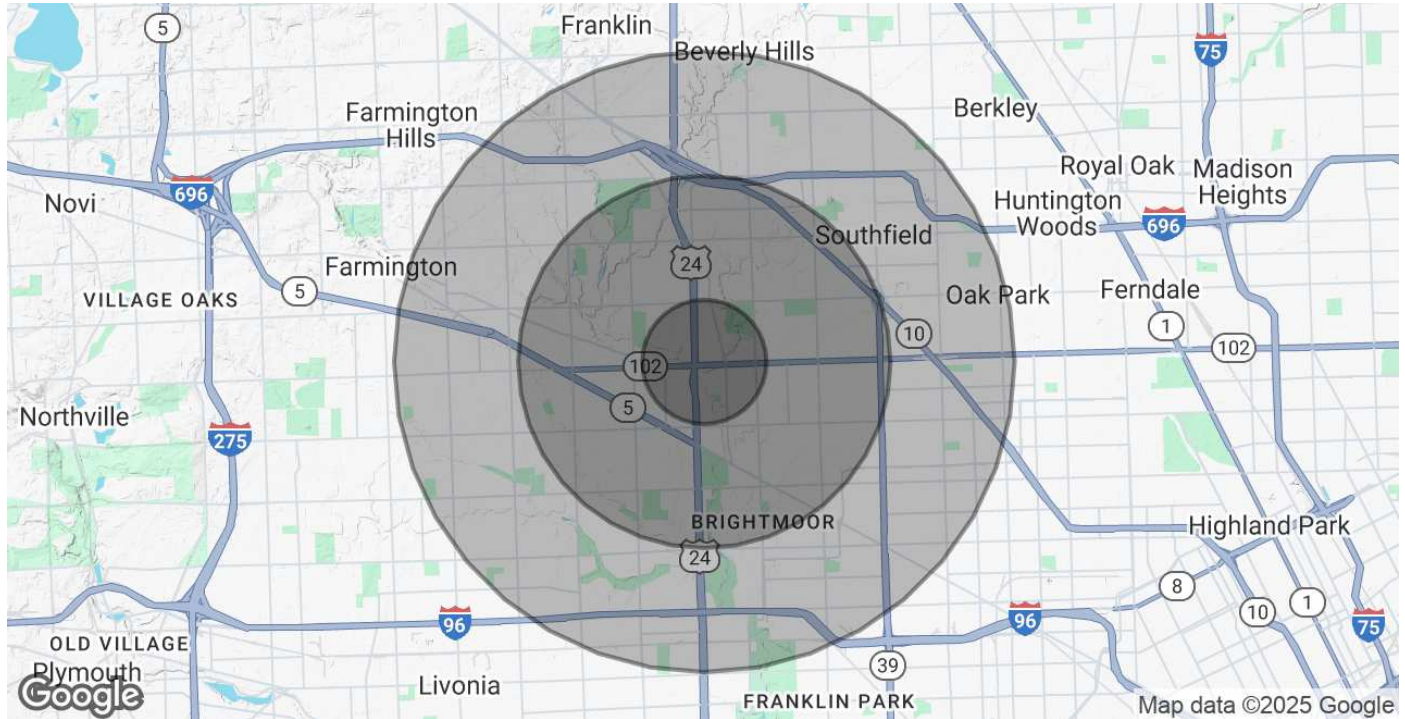 5
Franklin
Beverly Hills
75
Berkley
Farmington
Hills
Royal Oak
Madison
Heights
696
Novi
Huntington
Woods
696
Southfield
24
Farmington
VILLAGE OAKS
5
Oak Park
Ferndale
10
1
102
102
5
Northville
275
BRIGHTMOOR
Highland Park
24
8
10
1
96
96
75
OLD VILLAGE
39
Plymouth
Livonia
FRANKLIN PARK
Google
Map data ©2025 Google